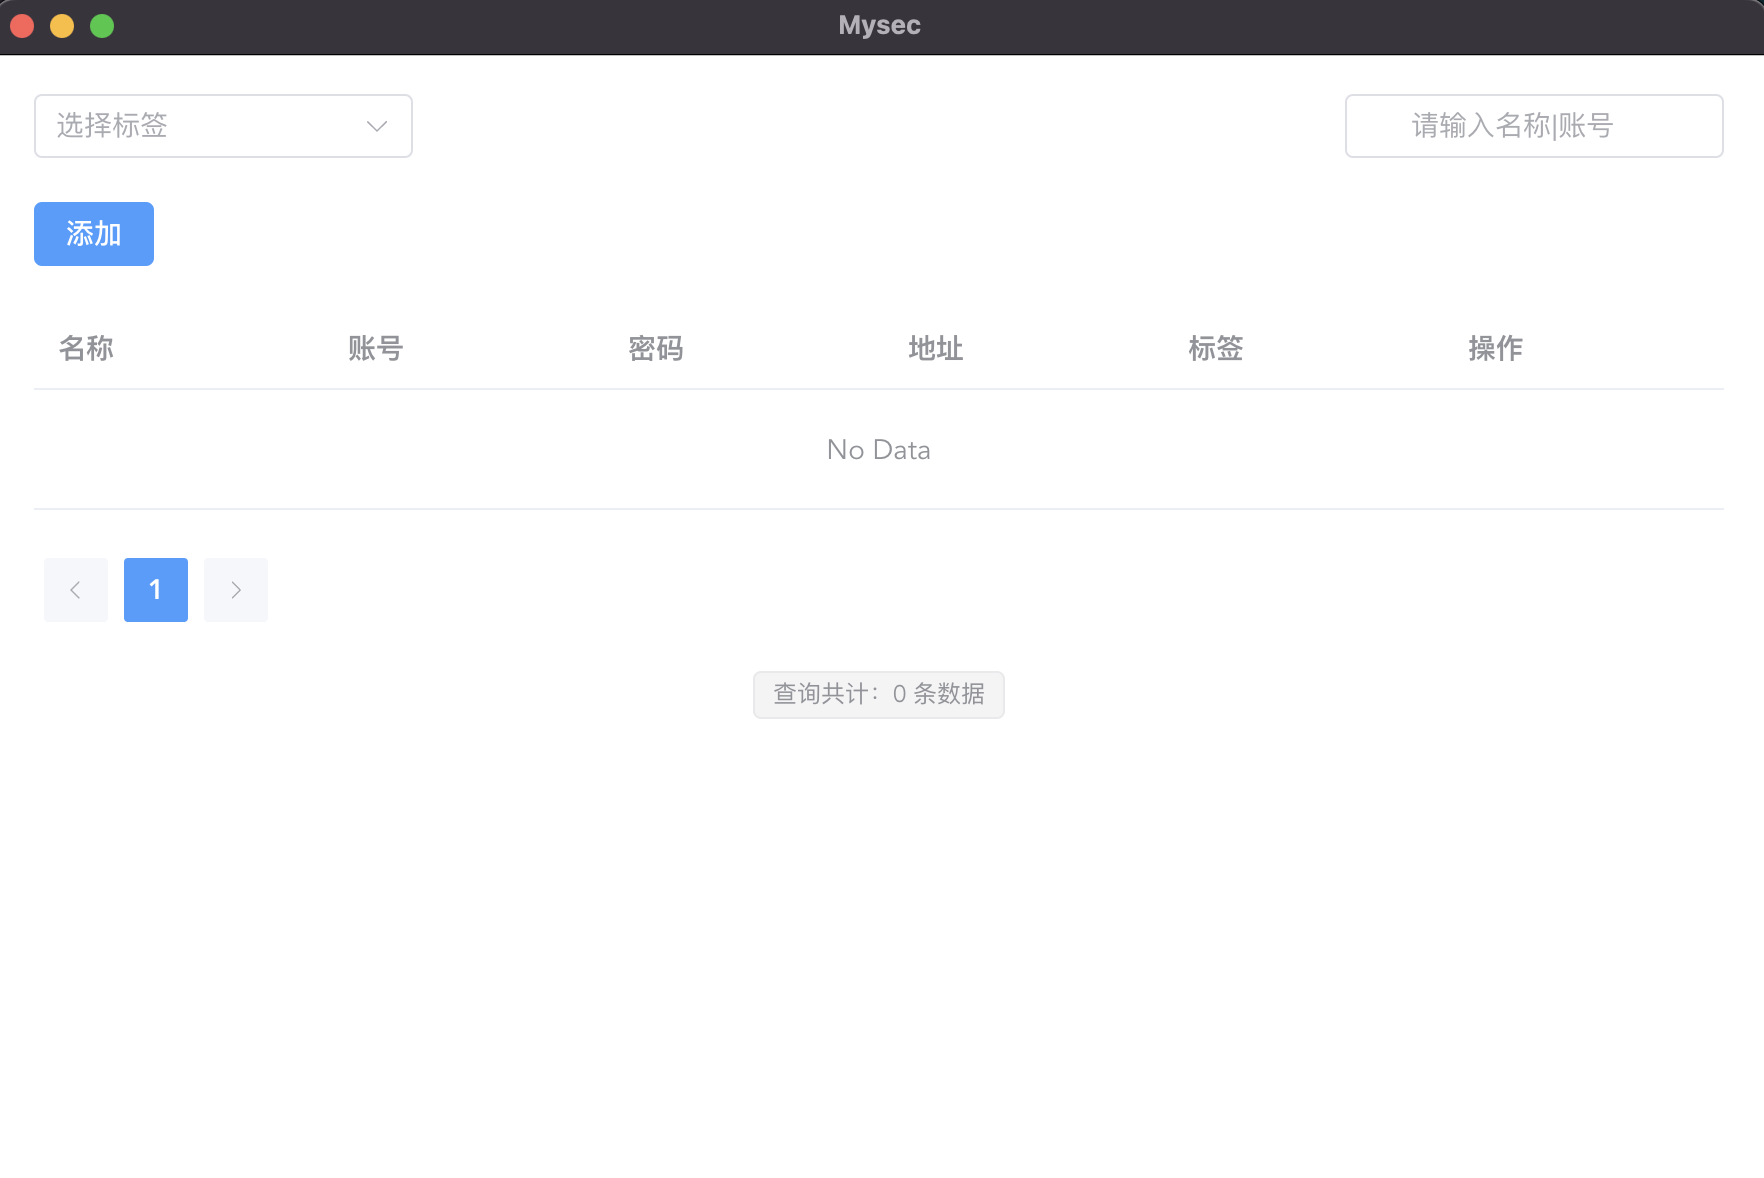 Mysec
选择标签
请输入名称|账号
添加
名称 账号 密码 地址 标签 操作
No Data
1
查询共计：0 条数据